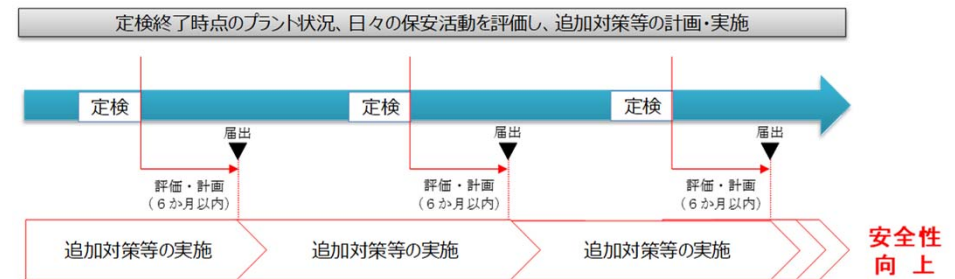 定検終了時点のプラント状況、日々の保安活動を評価し、追加対策等の計画・実施
定検
定検
定検
届出
届出
届出
評価・計画
(6か月以内)
評価・計画
(6か月以内)
評価・計画
(6か月以内)
追加対策等の実施
追加対策等の実施
追加対策等の実施
安全性
向上